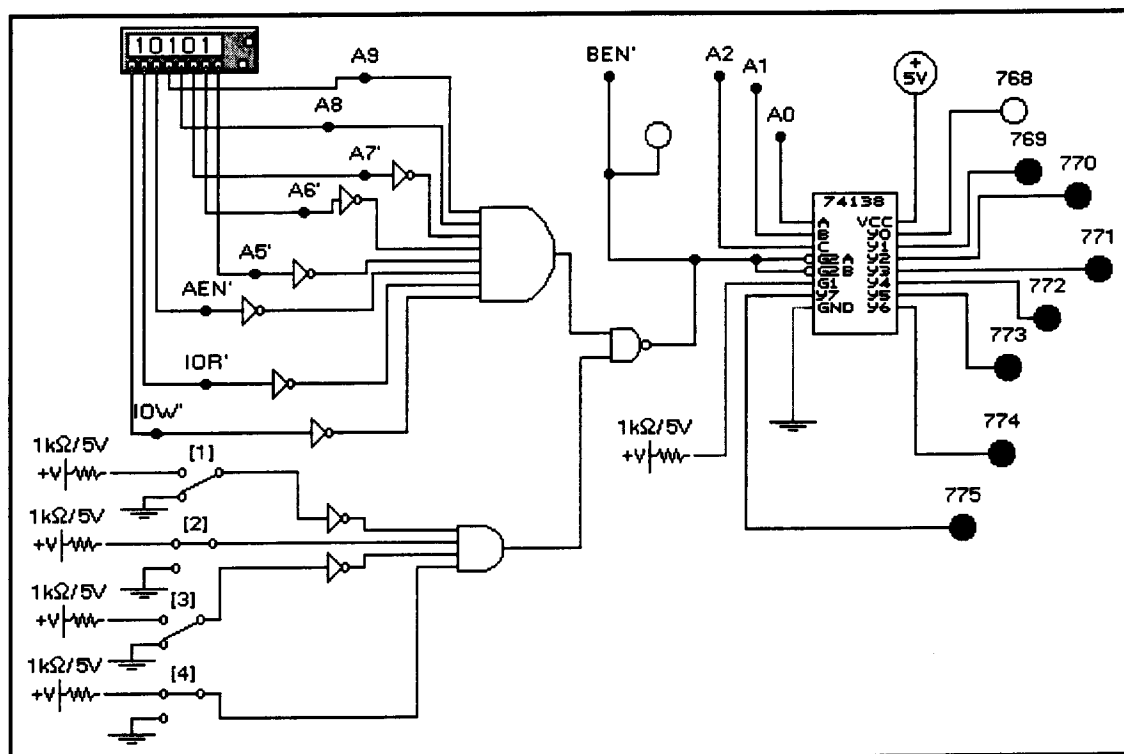 10101
A9
A8
A7'
A6'
A5'
AEN'
IOR'
IOW'
BEN'
A2
A1
A0
+
5V
768
769
770
771
772
773
774
775
74138
A VCC
B Y0
C Y1
G2A Y2
G2B Y3
G1 Y4
Y7 Y5
GND Y6
1kΩ/5V
+V
1kΩ/5V
+V
[1]
1kΩ/5V
+V
[2]
1kΩ/5V
+V
[3]
1kΩ/5V
+V
[4]